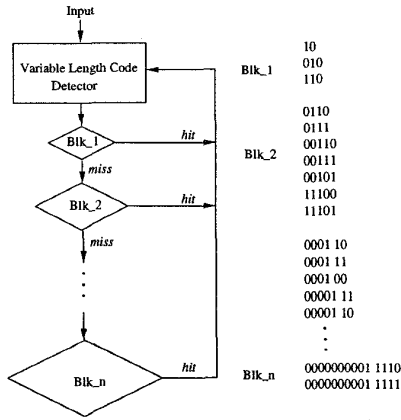 Input
Variable Length Code
Detector
Blk_1
hit
miss
Blk_2
hit
miss
Blk_n
hit
Blk_1
10
010
110
Blk_2
0110
0111
00110
00111
00101
11100
11101
0001 10
0001 11
0001 00
00001 11
00001 10
Blk_n
0000000001 1110
0000000001 1111